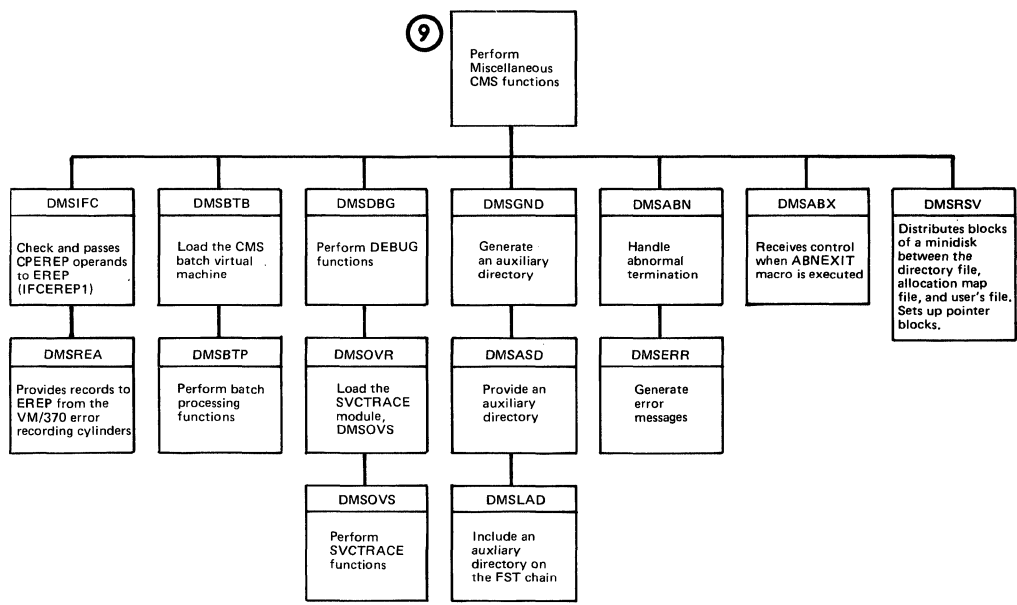 9
Perform
Miscellaneous
CMS functions
DMSIFC
Check and passes
CPEREP operands
to EREP
(IFCEREP1)
DMSBTB
Load the CMS
batch virtual
machine
DMSDBG
Perform DEBUG
functions
DMSGND
Generate
an auxiliary
directory
DMSABN
Handle
abnormal
termination
DMSABX
Receives control
when ABNEXIT
macro is executed
DMSRSV
Distributes blocks
of a minidisk
between the
directory file,
allocation map
file, and user's file.
Sets up pointer
blocks.
DMSREA
Provides records to
EREP from the
VM/370 error
recording cylinders
DMSBTP
Perform batch
processing
functions
DMSOVR
Load the
SVCTRACE
module,
DMSOVS
DMSASD
Provide an
auxiliary
directory
DMSERR
Generate
error
messages
DMSOVS
Perform
SVCTRACE
functions
DMSLAD
Include an
auxliary
directory on
the FST chain